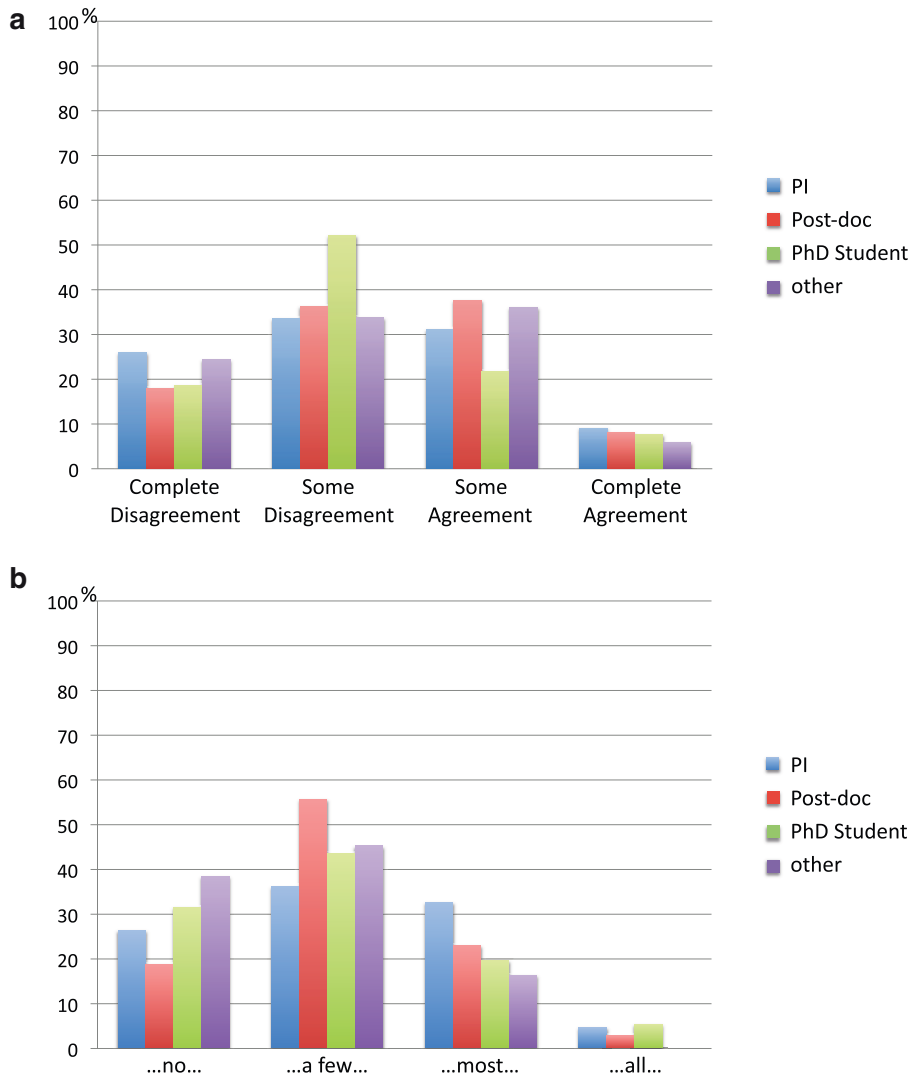 a
%
100
90
80
70
60
50
40
30
20
10
0
Complete Disagreement
Some Disagreement
Some Agreement
Complete Agreement
PI
Post-doc
PhD Student
other
b
%
100
90
80
70
60
50
40
30
20
10
0
...no...
...a few...
...most...
...all...
PI
Post-doc
PhD Student
other